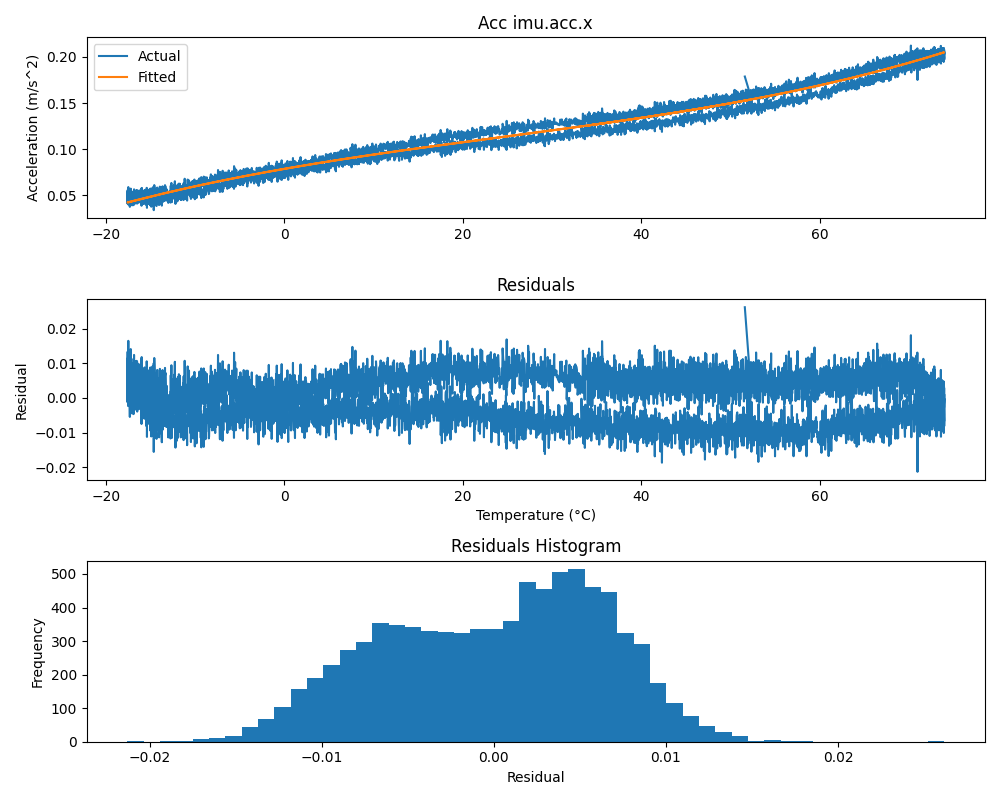 Acc imu.acc.x
Acceleration (m/s^2)
0.20
0.15
0.10
0.05
Actual
Fitted
−20 0 20 40 60
Residuals
Residual
0.02
0.01
0.00
−0.01
−0.02
−20 0 20 40 60
Temperature (°C)
Residuals Histogram
Frequency
500
400
300
200
100
0
−0.02 −0.01 0.00 0.01 0.02
Residual